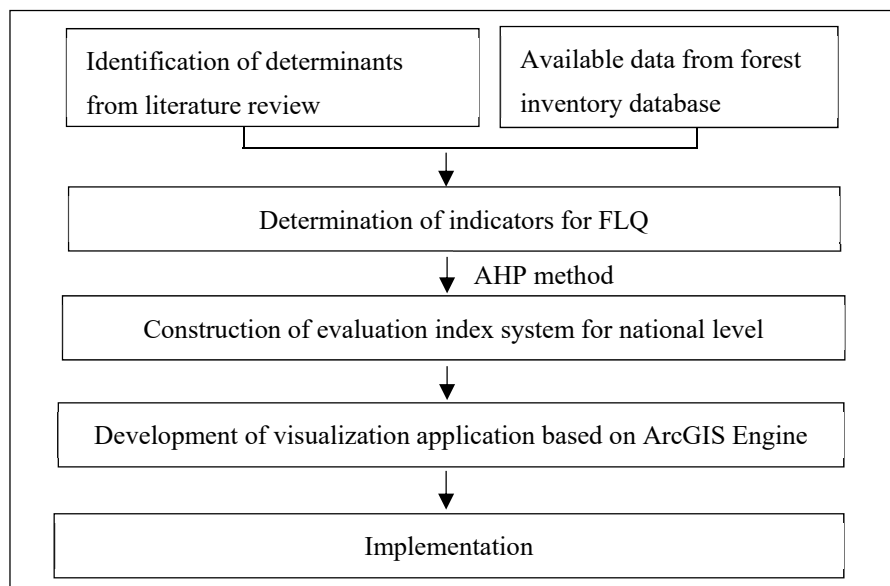 Identification of determinants
from literature review
Available data from forest
inventory database
Determination of indicators for FLQ
AHP method
Construction of evaluation index system for national level
Development of visualization application based on ArcGIS Engine
Implementation